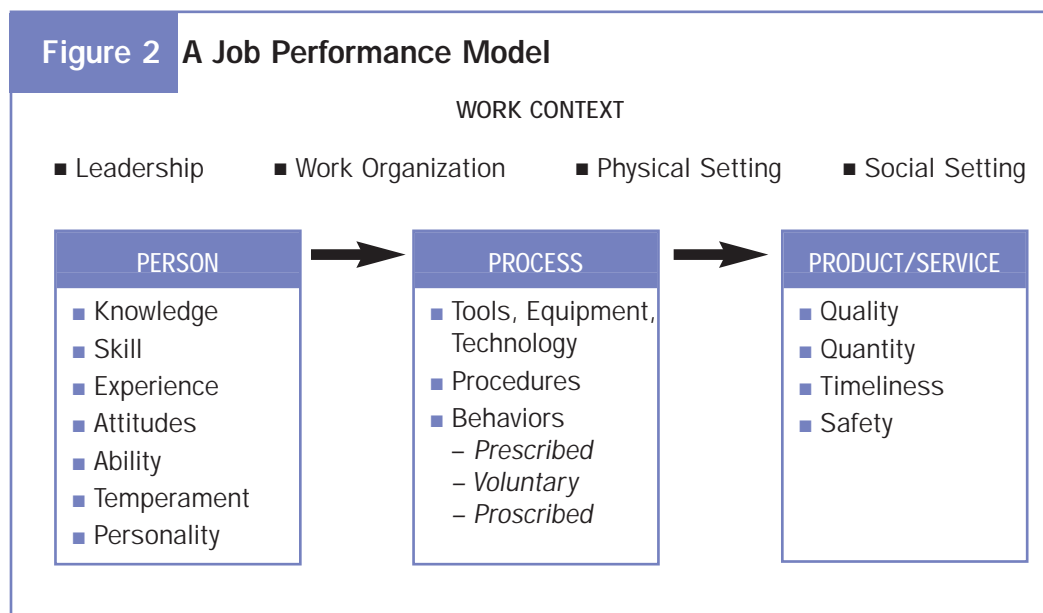 Figure 2 A Job Performance Model
WORK CONTEXT
■ Leadership ■ Work Organization ■ Physical Setting ■ Social Setting
PERSON
■ Knowledge
■ Skill
■ Experience
■ Attitudes
■ Ability
■ Temperament
■ Personality
PROCESS
■ Tools, Equipment,
Technology
■ Procedures
■ Behaviors
– Prescribed
– Voluntary
– Proscribed
PRODUCT/SERVICE
■ Quality
■ Quantity
■ Timeliness
■ Safety